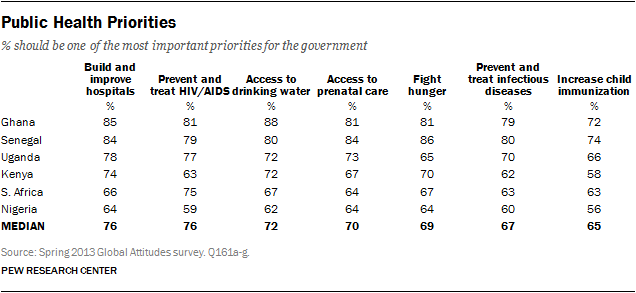 Public Health Priorities
% should be one of the most important priorities for the government
Build and improve hospitals Prevent and treat HIV/AIDS Access to drinking water Access to prenatal care Fight hunger Prevent and treat infectious diseases Increase child immunization
% % % % % % %
Ghana 85 81 88 81 81 79 72
Senegal 84 79 80 84 86 80 74
Uganda 78 77 72 73 65 70 66
Kenya 74 63 72 67 70 62 58
S. Africa 66 75 67 64 67 63 63
Nigeria 64 59 62 64 64 60 56
MEDIAN 76 76 72 70 69 67 65
Source: Spring 2013 Global Attitudes survey. Q161a-g.
PEW RESEARCH CENTER